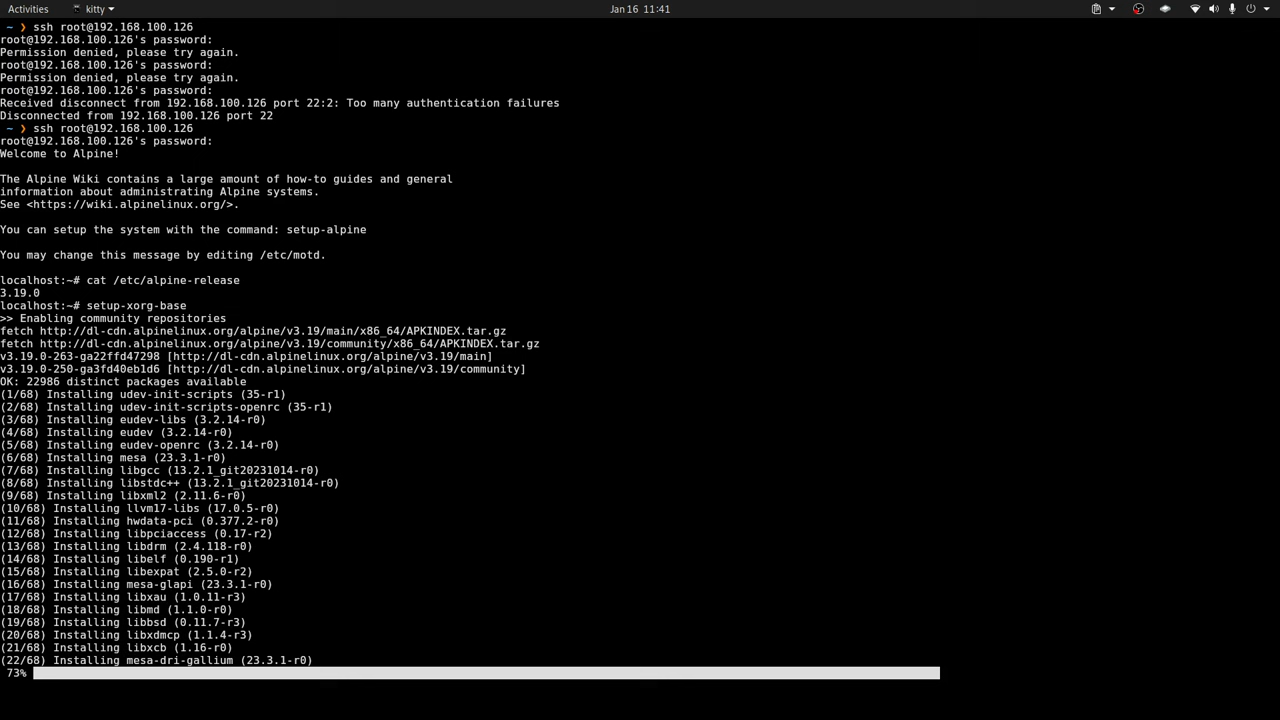 Activities
kitty
Jan 16 11:41
~ ❯ ssh root@192.168.100.126
root@192.168.100.126's password:
Permission denied, please try again.
root@192.168.100.126's password:
Permission denied, please try again.
root@192.168.100.126's password:
Received disconnect from 192.168.100.126 port 22:2: Too many authentication failures
Disconnected from 192.168.100.126 port 22
~ ❯ ssh root@192.168.100.126
root@192.168.100.126's password:
Welcome to Alpine!
The Alpine Wiki contains a large amount of how-to guides and general
information about administrating Alpine systems.
See <https://wiki.alpinelinux.org/>.
You can setup the system with the command: setup-alpine
You may change this message by editing /etc/motd.
localhost:~# cat /etc/alpine-release
3.19.0
localhost:~# setup-xorg-base
>> Enabling community repositories
fetch http://dl-cdn.alpinelinux.org/alpine/v3.19/main/x86_64/APKINDEX.tar.gz
fetch http://dl-cdn.alpinelinux.org/alpine/v3.19/community/x86_64/APKINDEX.tar.gz
v3.19.0-263-ga22ffd47298 [http://dl-cdn.alpinelinux.org/alpine/v3.19/main]
v3.19.0-250-ga3fd40eb1d6 [http://dl-cdn.alpinelinux.org/alpine/v3.19/community]
OK: 22986 distinct packages available
(1/68) Installing udev-init-scripts (35-r1)
(2/68) Installing udev-init-scripts-openrc (35-r1)
(3/68) Installing eudev-libs (3.2.14-r0)
(4/68) Installing eudev (3.2.14-r0)
(5/68) Installing eudev-openrc (3.2.14-r0)
(6/68) Installing mesa (23.3.1-r0)
(7/68) Installing libgcc (13.2.1_git20231014-r0)
(8/68) Installing libstdc++ (13.2.1_git20231014-r0)
(9/68) Installing libxml2 (2.11.6-r0)
(10/68) Installing llvm17-libs (17.0.5-r0)
(11/68) Installing hwdata-pci (0.377.2-r0)
(12/68) Installing libpciaccess (0.17-r2)
(13/68) Installing libdrm (2.4.118-r0)
(14/68) Installing libelf (0.190-r1)
(15/68) Installing libexpat (2.5.0-r2)
(16/68) Installing mesa-glapi (23.3.1-r0)
(17/68) Installing libxau (1.0.11-r3)
(18/68) Installing libmd (1.1.0-r0)
(19/68) Installing libbsd (0.11.7-r3)
(20/68) Installing libxdmcp (1.1.4-r3)
(21/68) Installing libxcb (1.16-r0)
(22/68) Installing mesa-dri-gallium (23.3.1-r0)
73%